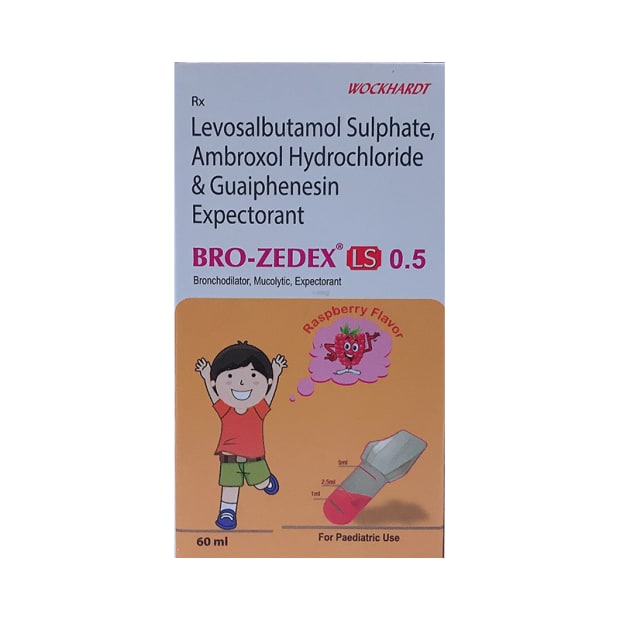 WOCKHARDT
Rx
Levosalbutamol Sulphate,
Ambroxol Hydrochloride
& Guaiphenesin
Expectorant
BRO-ZEDEX® LS 0.5
Bronchodilator, Mucolytic, Expectorant
Raspberry Flavor
5ml
2.5ml
1ml
60 ml
For Paediatric Use